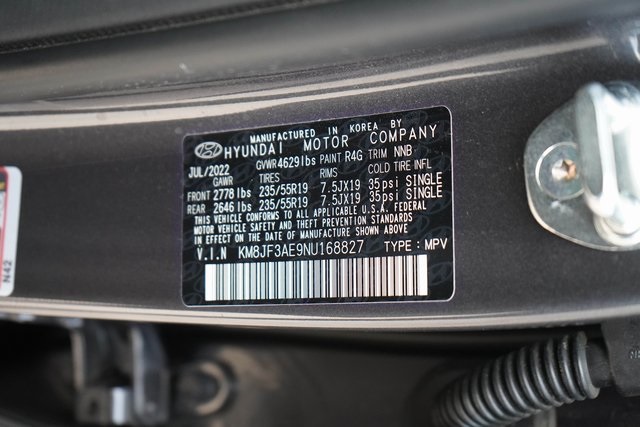 MANUFACTURED IN KOREA BY
HYUNDAI MOTOR COMPANY
JUL/2022 GVWR 4629lbs PAINT R4G TRIM NNB
GAWR TIRES RIMS COLD TIRE INFL
FRONT 2778 lbs 235/55R19 7.5JX19 35psi SINGLE
REAR 2646 lbs 235/55R19 7.5JX19 35psi SINGLE
THIS VEHICLE CONFORMS TO ALL APPLICABLE U.S.A. FEDERAL
MOTOR VEHICLE SAFETY AND THEFT PREVENTION STANDARDS
IN EFFECT ON THE DATE OF MANUFACTURE SHOWN ABOVE.
V.I.N KM8JF3AE9NU168827 TYPE: MPV
N42